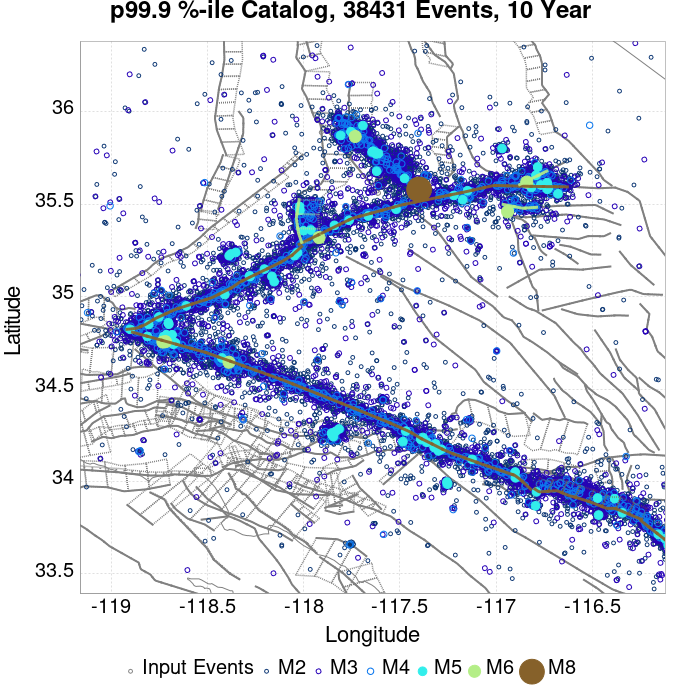 p99.9 %-ile Catalog, 38431 Events, 10 Year
36
35.5
35
34.5
34
33.5
Latitude
-119 -118.5 -118 -117.5 -117 -116.5
Longitude
Input Events M2 M3 M4 M5 M6 M8